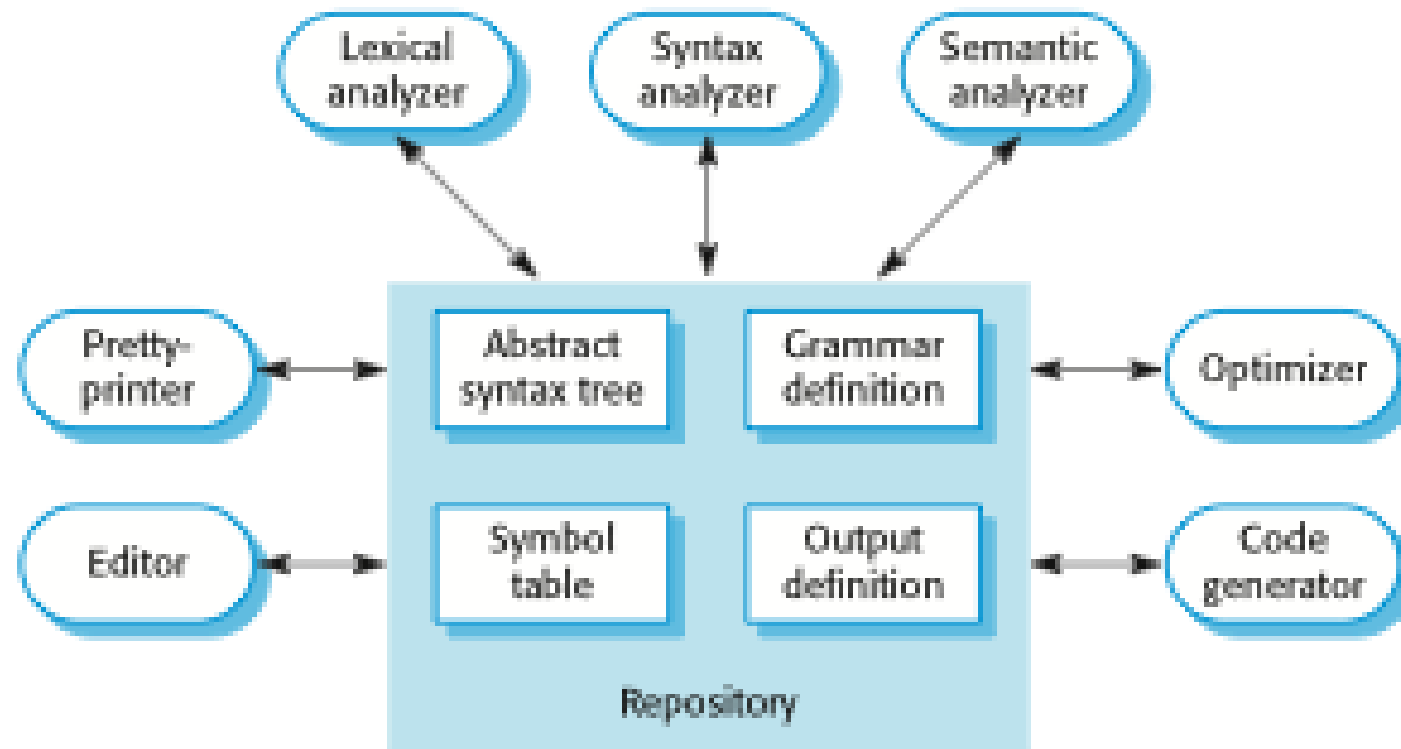 Lexical
analyzer
Syntax
analyzer
Semantic
analyzer
Pretty-
printer
Abstract
syntax tree
Grammar
definition
Optimizer
Editor
Symbol
table
Output
definition
Code
generator
Repository